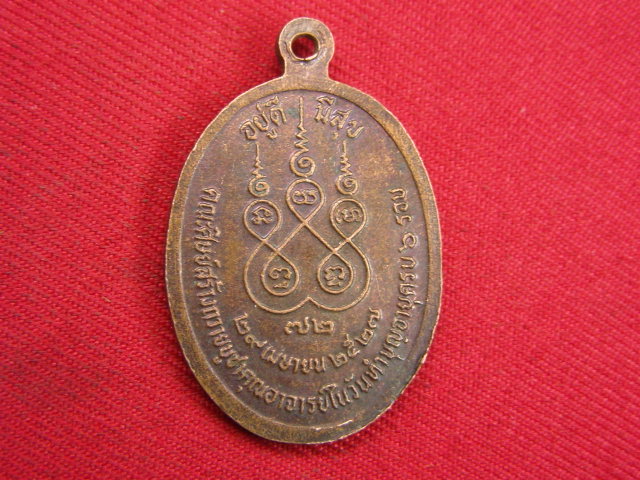 อยู่ดี มีสุข
๗๒
๒๙ เมษายน ๒๕๒๗
คณะศิษย์สร้างถวายบูชาคุณอาจารย์ในวันทำบุญอายุครบ ๖ รอบ